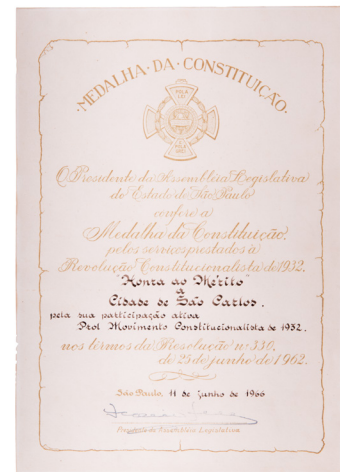 ·MEDALHA·DA·CONSTITUIÇÃO·
O Presidente da Assembléia Legislativa
do Estado de São Paulo
confere a
Medalha da Constituição,
pelos serviços prestados à
Revolução Constitucionalista de 1932.
"Honra ao Mérito"
a
Cidade de São Carlos.
pela sua participação ativa
Prol Movimento Constitucionalista de 1932.
nos termos da Resolução nº 330,
de 25 de junho de 1962.
São Paulo, 11 de junho de 1966
Presidente da Assembléia Legislativa